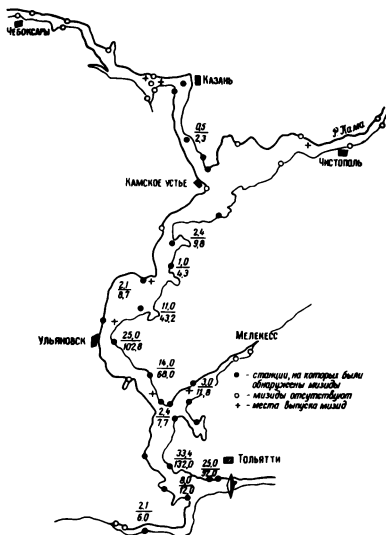 ЧЕБОКСАРЫ
КАЗАНЬ
0,5
2,3
Р. Кама
ЧИСТОПОЛЬ
КАМСКОЕ УСТЬЕ
2,4
9,8
1,0
4,3
2,1
8,7
11,0
43,2
УЛЬЯНОВСК
25,0
102,8
МЕЛЕКЕСС
14,0
68,0
3,0
11,8
2,4
7,7
- станции, на которых были
обнаружены мизиды
- мизиды отсутствуют
- места выпуска мизид
33,4
132,0
25,0
ТОЛЬЯТТИ
8,0
12,0
2,1
6,0